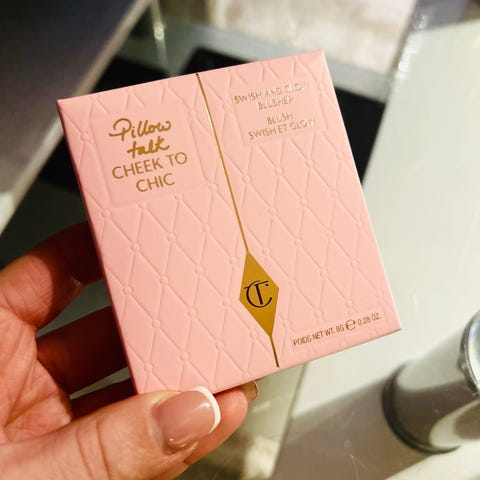 Pillow
talk
CHEEK TO
CHIC
SWISH AND GLOW
BLUSHER
BLUSH
SWISH ET GLOW
CT
POIDS NET WT. 8G ℮ 0.28 OZ.